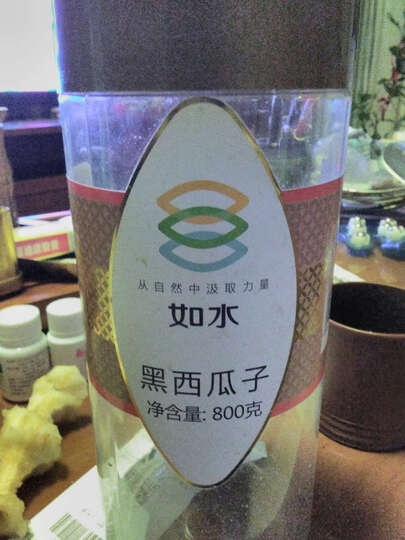 从自然中汲取力量
如水
黑西瓜子
净含量: 800克